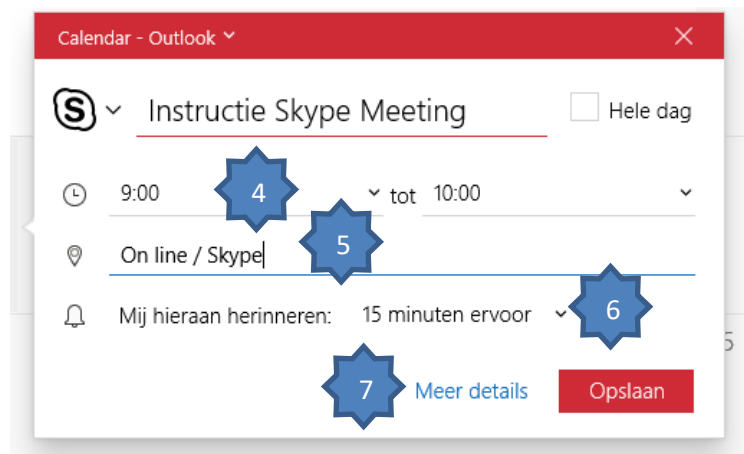 Calendar - Outlook
S Instructie Skype Meeting Hele dag
9:00 4 tot 10:00
On line / Skype 5
Mij hieraan herinneren: 15 minuten ervoor 6
5
7 Meer details Opslaan